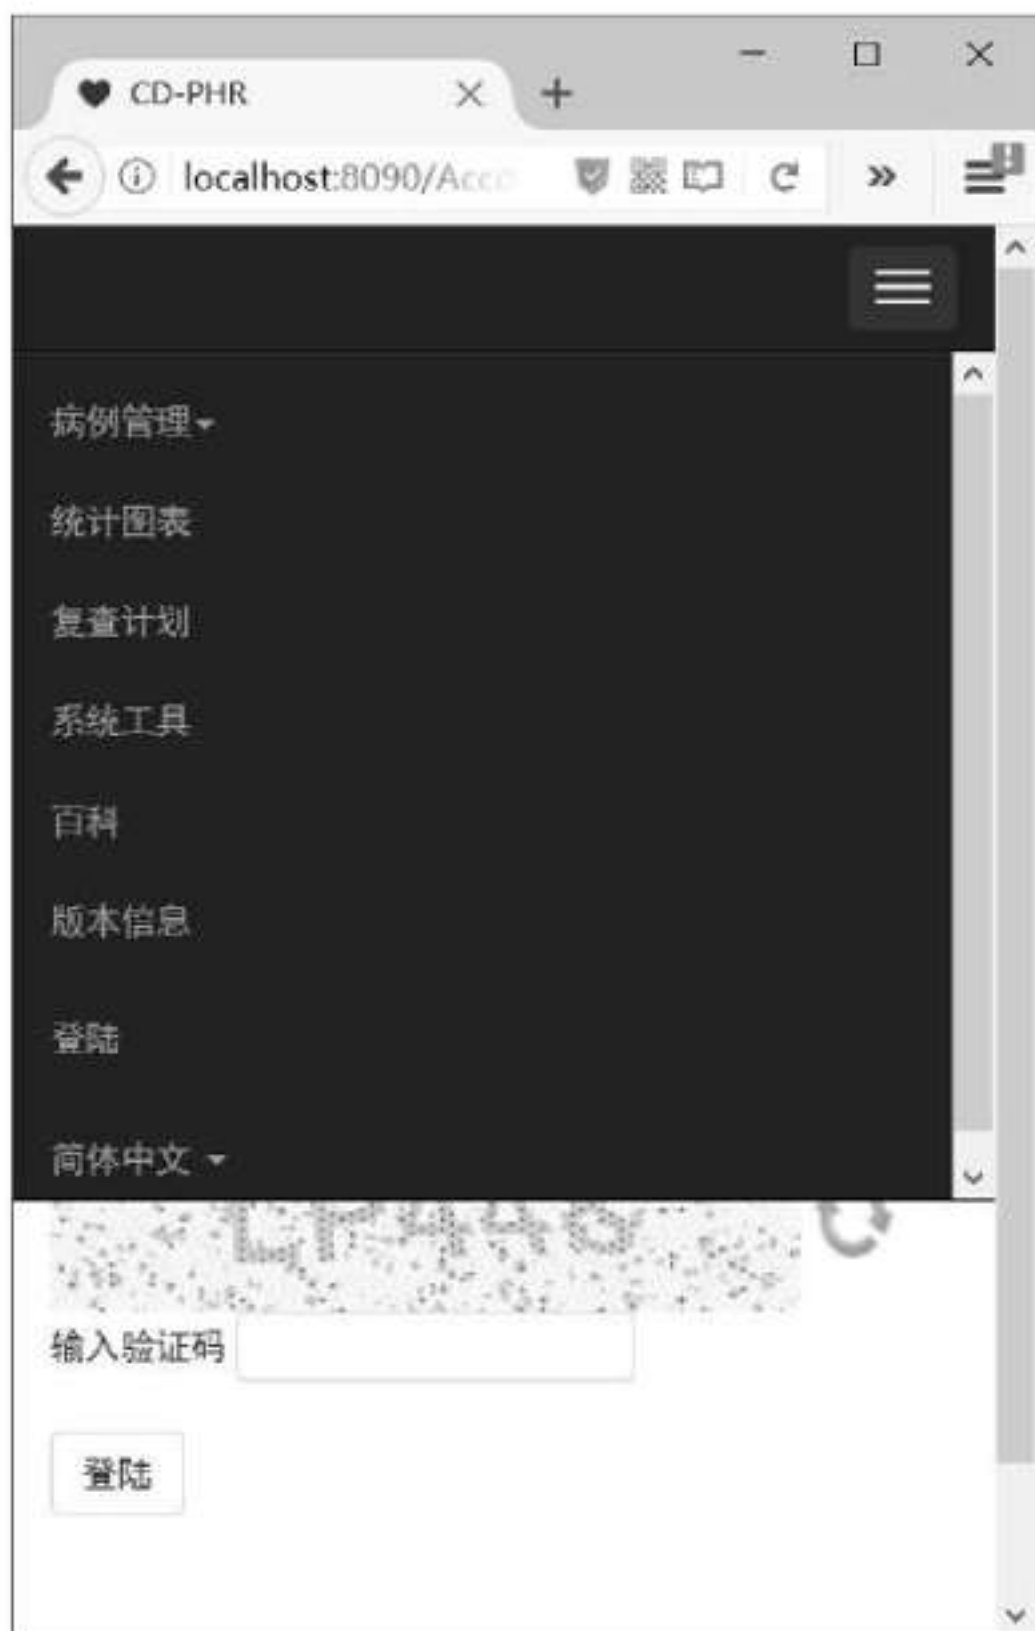 CD-PHR
localhost:8090/Acco
病例管理
统计图表
复查计划
系统工具
百科
版本信息
登陆
简体中文
输入验证码
登陆